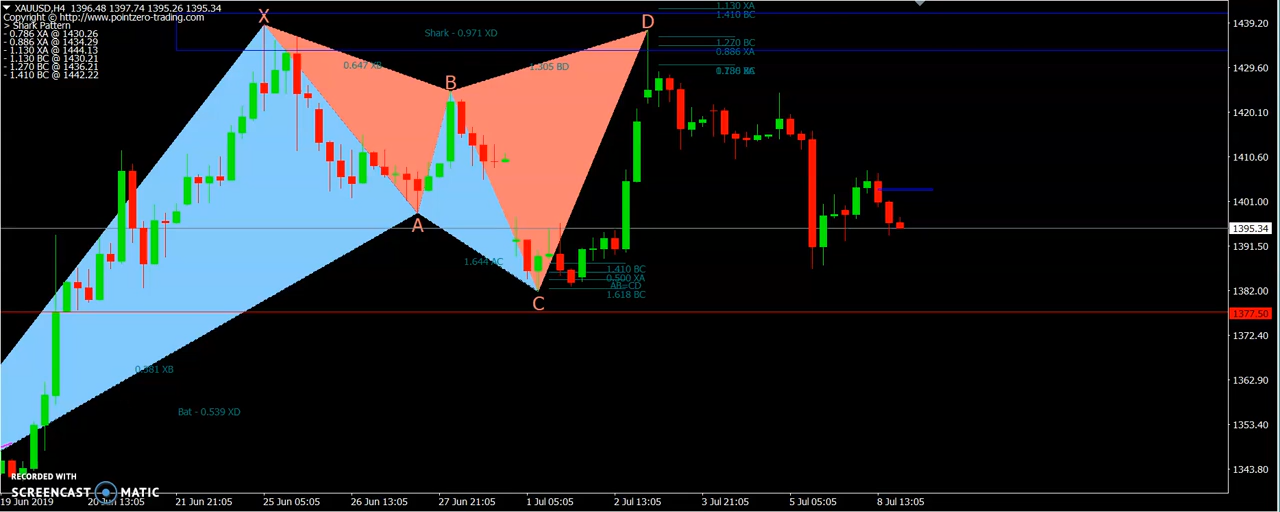 XAUUSD,H4 1396.48 1397.74 1395.26 1395.34
Copyright © http://www.pointzero-trading.com
> Shark Pattern
- 0.786 XA @ 1430.26
- 0.886 XA @ 1434.29
- 1.130 XA @ 1444.13
- 1.130 BC @ 1430.21
- 1.270 BC @ 1436.21
- 1.410 BC @ 1442.22
X
Shark - 0.971 XD
D
1.130 XA
1.410 BC
1.270 BC
0.886 XA
0.647 XB
B
1.305 BD
A
1.644 AC
C
1.410 BC
0.500 XA
AB=CD
1.618 BC
0.381 XB
Bat - 0.539 XD
1439.20
1429.60
1420.10
1410.60
1401.00
1395.34
1391.50
1382.00
1377.50
1372.40
1362.90
1353.40
1343.80
RECORDED WITH
SCREENCAST MATIC
19 Jun 2019
20 Jun 13:05
21 Jun 21:05
25 Jun 05:05
26 Jun 13:05
27 Jun 21:05
1 Jul 05:05
2 Jul 13:05
3 Jul 21:05
5 Jul 05:05
8 Jul 13:05